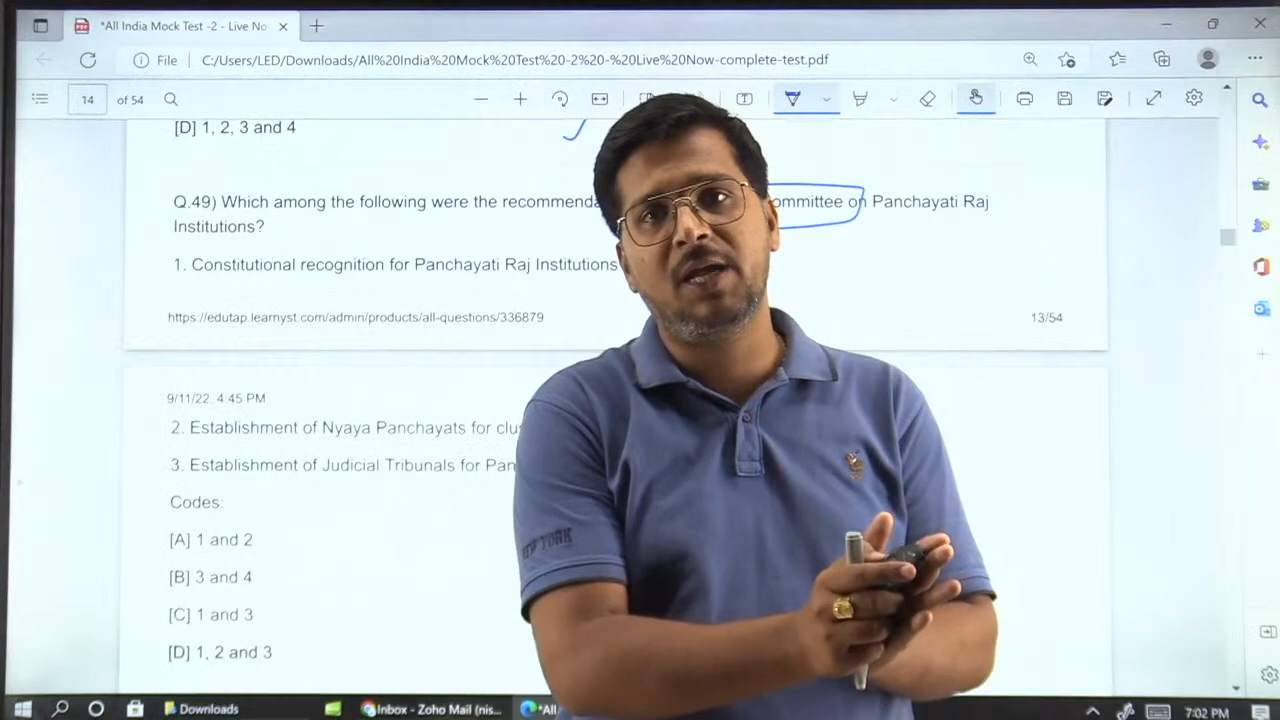 *All India Mock Test -2 - Live No
File
C:/Users/LED/Downloads/All%20India%20Mock%20Test%20-2%20-%20Live%20Now-complete-test.pdf
14 of 54
[D] 1, 2, 3 and 4
Q.49) Which among the following were the on Panchayati Raj
Institutions?
1. Constitutional recognition for Panchayati Raj Institutions
https://edutap.learnyst.com/admin/products/all-questions/336879
13/54
9/11/22, 4:45 PM
2. Establishment of Nyaya Panchayats for
3. Establishment of Judicial Tribunals for
Codes:
[A] 1 and 2
[B] 3 and 4
[C] 1 and 3
[D] 1, 2 and 3
NEW YORK
Downloads
Inbox - Zoho Mail (nis...
*All
7:02 PM